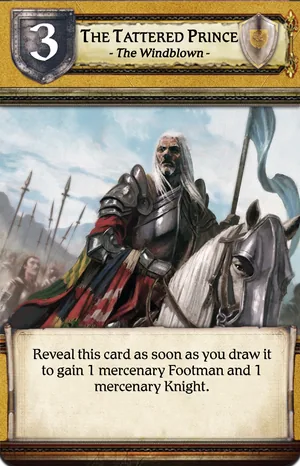 3
THE TATTERED PRINCE
- The Windblown -
Reveal this card as soon as you draw it
to gain 1 mercenary Footman and 1
mercenary Knight.